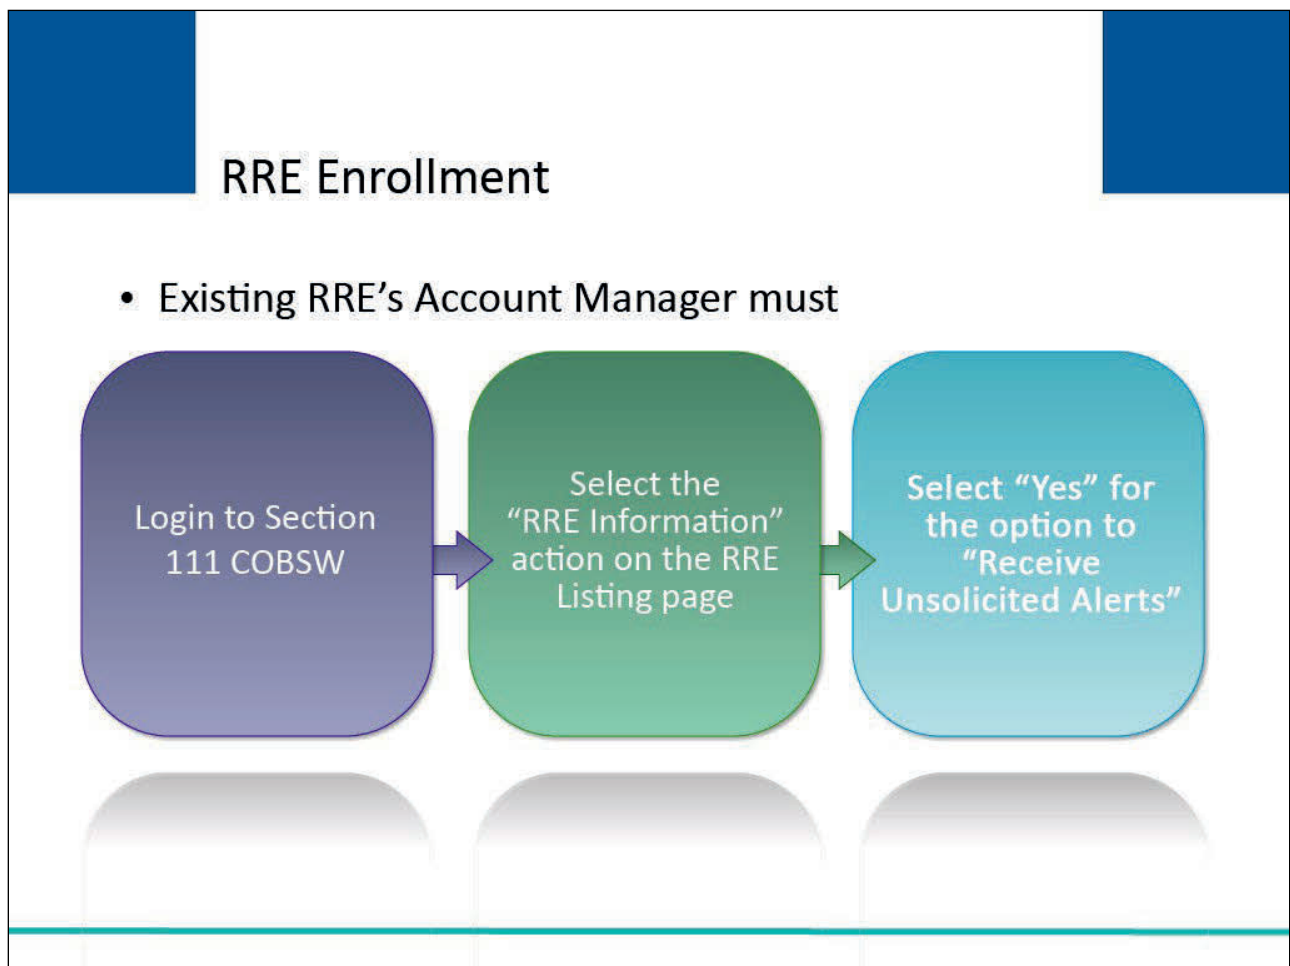 RRE Enrollment
• Existing RRE’s Account Manager must
Login to Section
111 COBSW
Select the
“RRE Information”
action on the RRE
Listing page
Select “Yes” for
the option to
“Receive
Unsolicited Alerts”